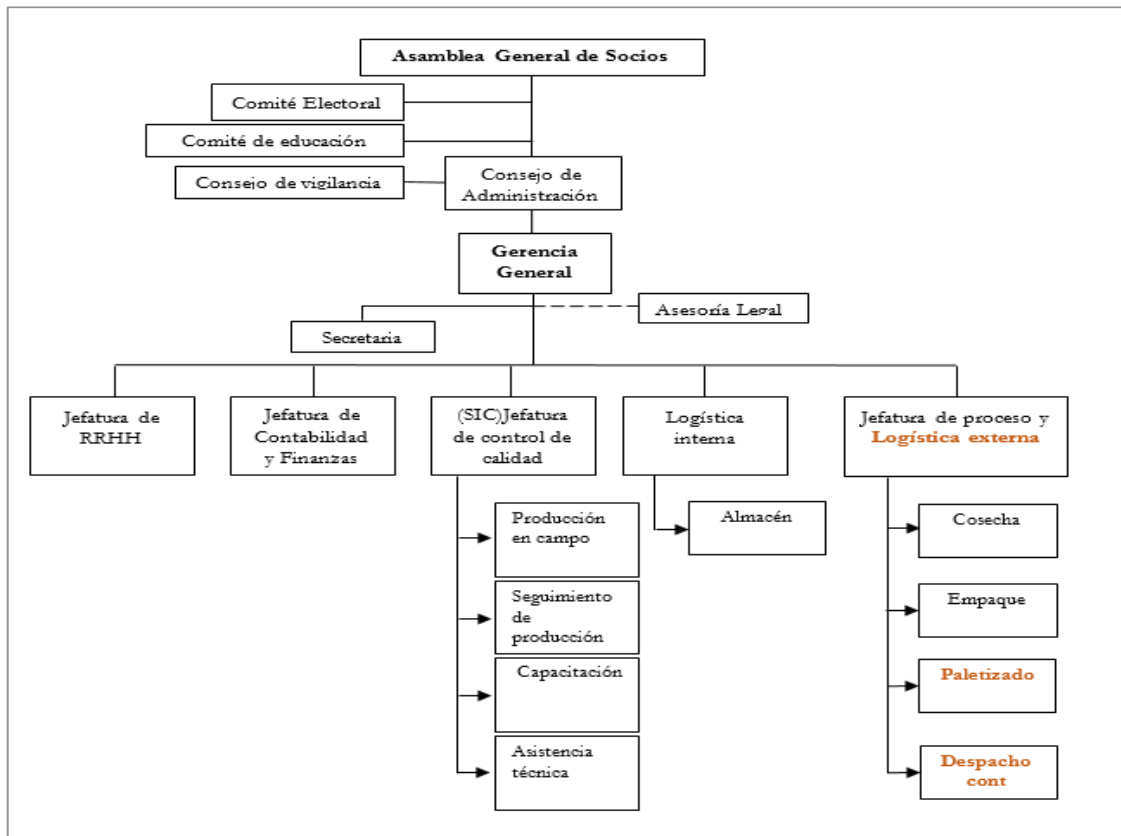 Asamblea General de Socios
Comité Electoral
Comité de educación
Consejo de vigilancia
Consejo de
Administración
Gerencia
General
Asesoría Legal
Secretaria
Jefatura de
RRHH
Jefatura de
Contabilidad
y Finanzas
(SIC)Jefatura
de control de
calidad
Logística
interna
Jefatura de proceso y
Logística externa
Producción
en campo
Seguimiento
de
producción
Capacitación
Asistencia
técnica
Almacén
Cosecha
Empaque
Paletizado
Despacho
cont